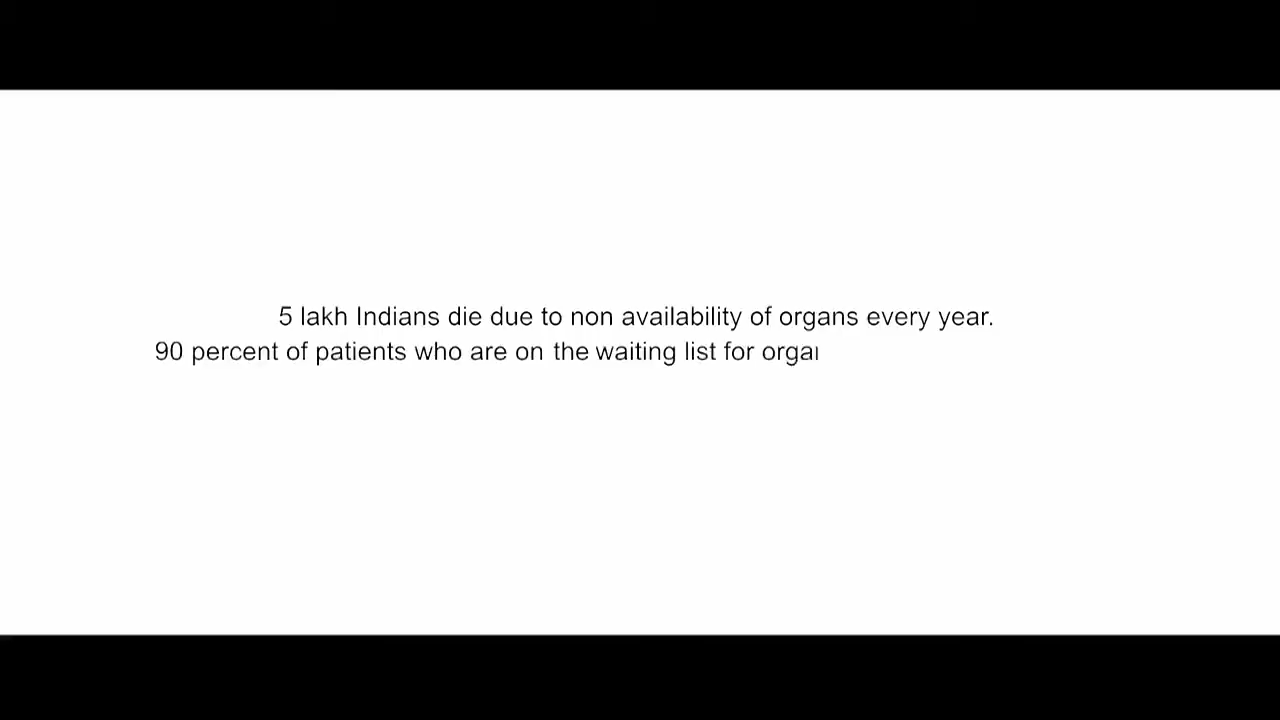 5 lakh Indians die due to non availability of organs every year.
90 percent of patients who are on the waiting list for